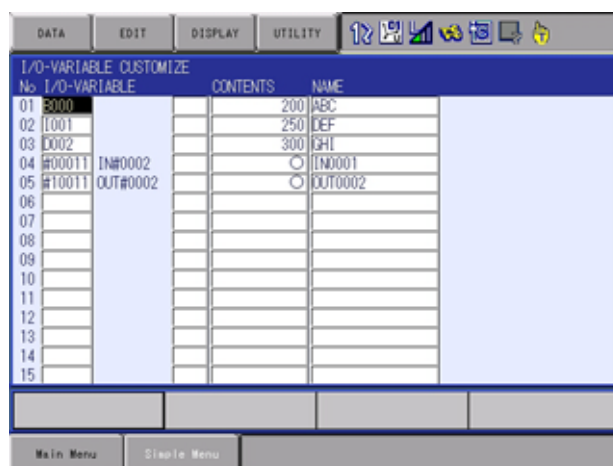 DATA EDIT DISPLAY UTILITY
I/O-VARIABLE CUSTOMIZE
No I/O-VARIABLE CONTENTS NAME
01 B000 200 ABC
02 I001 250 DEF
03 D002 300 GHI
04 #00011 IN#0002 IN0001
05 #10011 OUT#0002 OUT0002
06
07
08
09
10
11
12
13
14
15
Main Menu Simple Menu